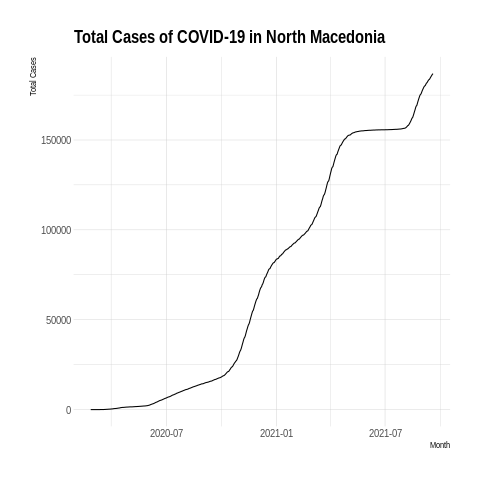 Total Cases of COVID-19 in North Macedonia
Total Cases
150000
100000
50000
0
2020-07 2021-01 2021-07
Month